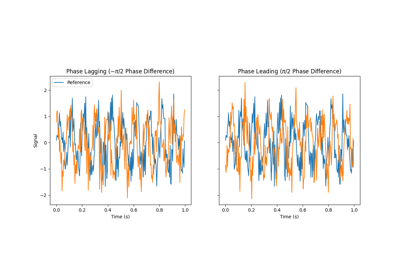 Phase Lagging (−π/2 Phase Difference)
Phase Leading (π/2 Phase Difference)
Reference
Signal
2
1
0
−1
−2
0.0 0.2 0.4 0.6 0.8 1.0
0.0 0.2 0.4 0.6 0.8 1.0
Time (s)
Time (s)